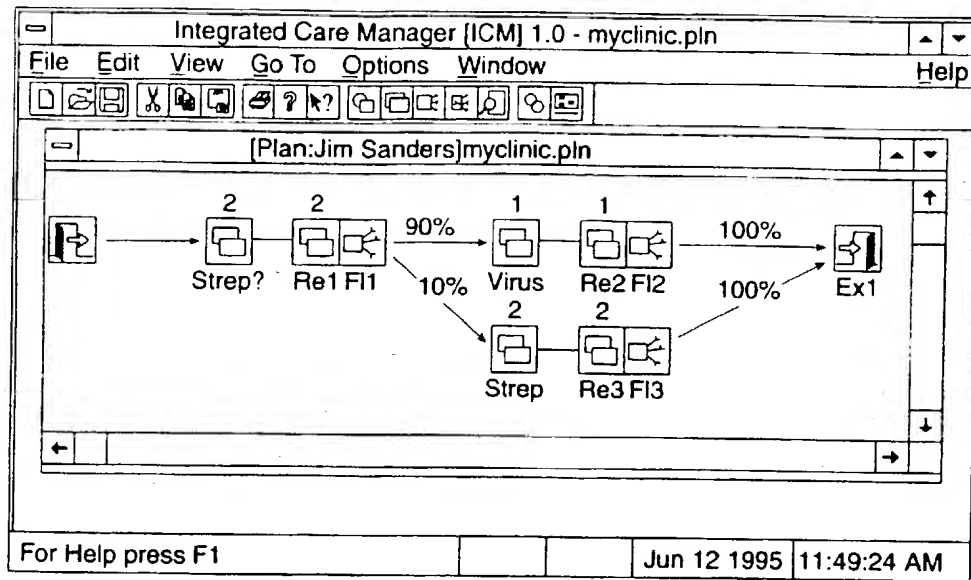 Integrated Care Manager [ICM] 1.0 - myclinic.pln
File Edit View Go To Options Window Help
? ?
[Plan:Jim Sanders]myclinic.pln
2 2 1 1
90% 100%
Strep? Re1 Fl1 Virus Re2 Fl2 Ex1
10% 100%
2 2
Strep Re3 Fl3
For Help press F1 Jun 12 1995 11:49:24 AM